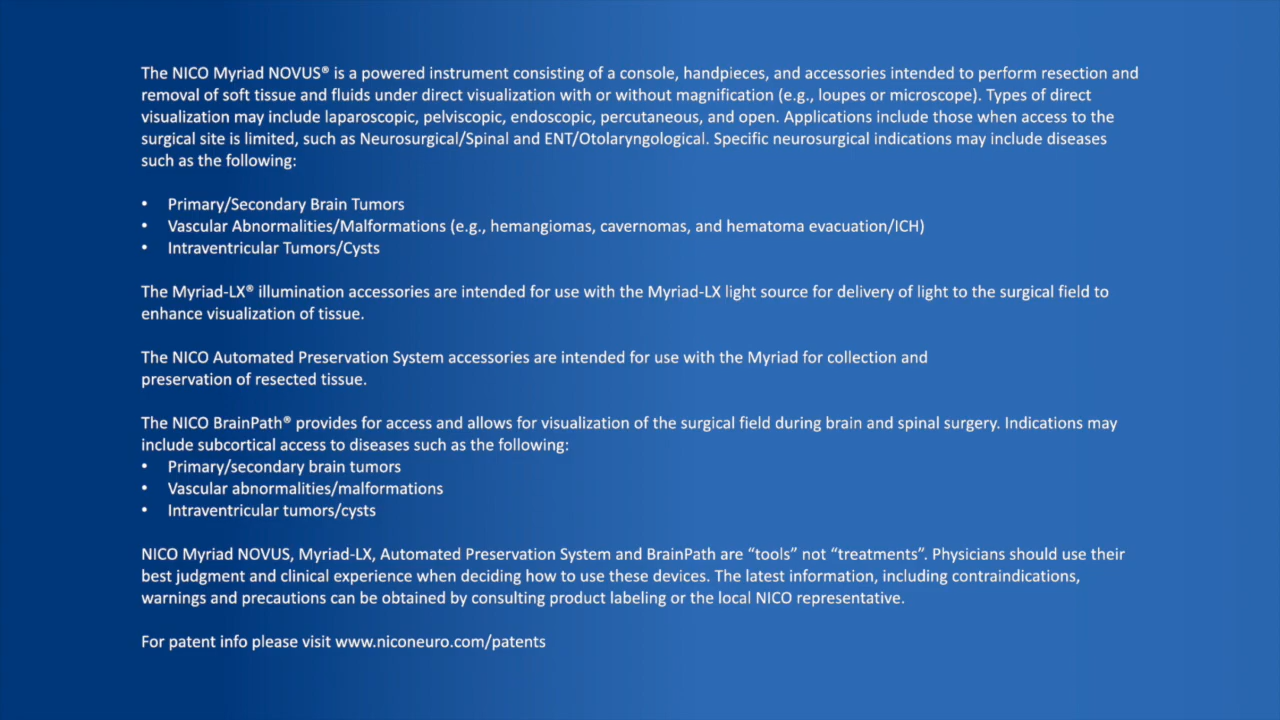 The NICO Myriad NOVUS® is a powered instrument consisting of a console, handpieces, and accessories intended to perform resection and
removal of soft tissue and fluids under direct visualization with or without magnification (e.g., loupes or microscope). Types of direct
visualization may include laparoscopic, pelviscopic, endoscopic, percutaneous, and open. Applications include those when access to the
surgical site is limited, such as Neurosurgical/Spinal and ENT/Otolaryngological. Specific neurosurgical indications may include diseases
such as the following:
• Primary/Secondary Brain Tumors
• Vascular Abnormalities/Malformations (e.g., hemangiomas, cavernomas, and hematoma evacuation/ICH)
• Intraventricular Tumors/Cysts
The Myriad-LX® illumination accessories are intended for use with the Myriad-LX light source for delivery of light to the surgical field to
enhance visualization of tissue.
The NICO Automated Preservation System accessories are intended for use with the Myriad for collection and
preservation of resected tissue.
The NICO BrainPath® provides for access and allows for visualization of the surgical field during brain and spinal surgery. Indications may
include subcortical access to diseases such as the following:
• Primary/secondary brain tumors
• Vascular abnormalities/malformations
• Intraventricular tumors/cysts
NICO Myriad NOVUS, Myriad-LX, Automated Preservation System and BrainPath are “tools” not “treatments”. Physicians should use their
best judgment and clinical experience when deciding how to use these devices. The latest information, including contraindications,
warnings and precautions can be obtained by consulting product labeling or the local NICO representative.
For patent info please visit www.niconeuro.com/patents